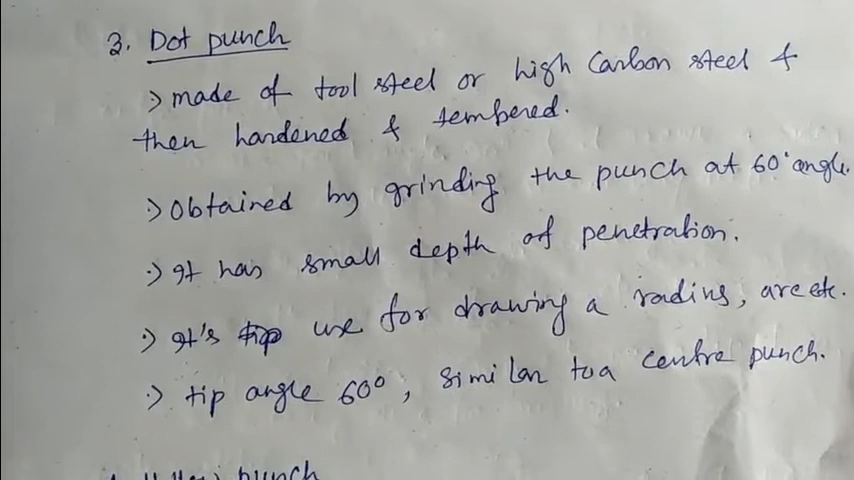 3. Dot punch
:) made of tool steel or high Carbon steel &
then hardened & tembered.
:) Obtained by grinding the punch at 60° angle.
:) It has small depth of penetration.
:) It's use for drawing a radius, arc etc.
:) tip angle 60°, similar to a centre punch.
punch